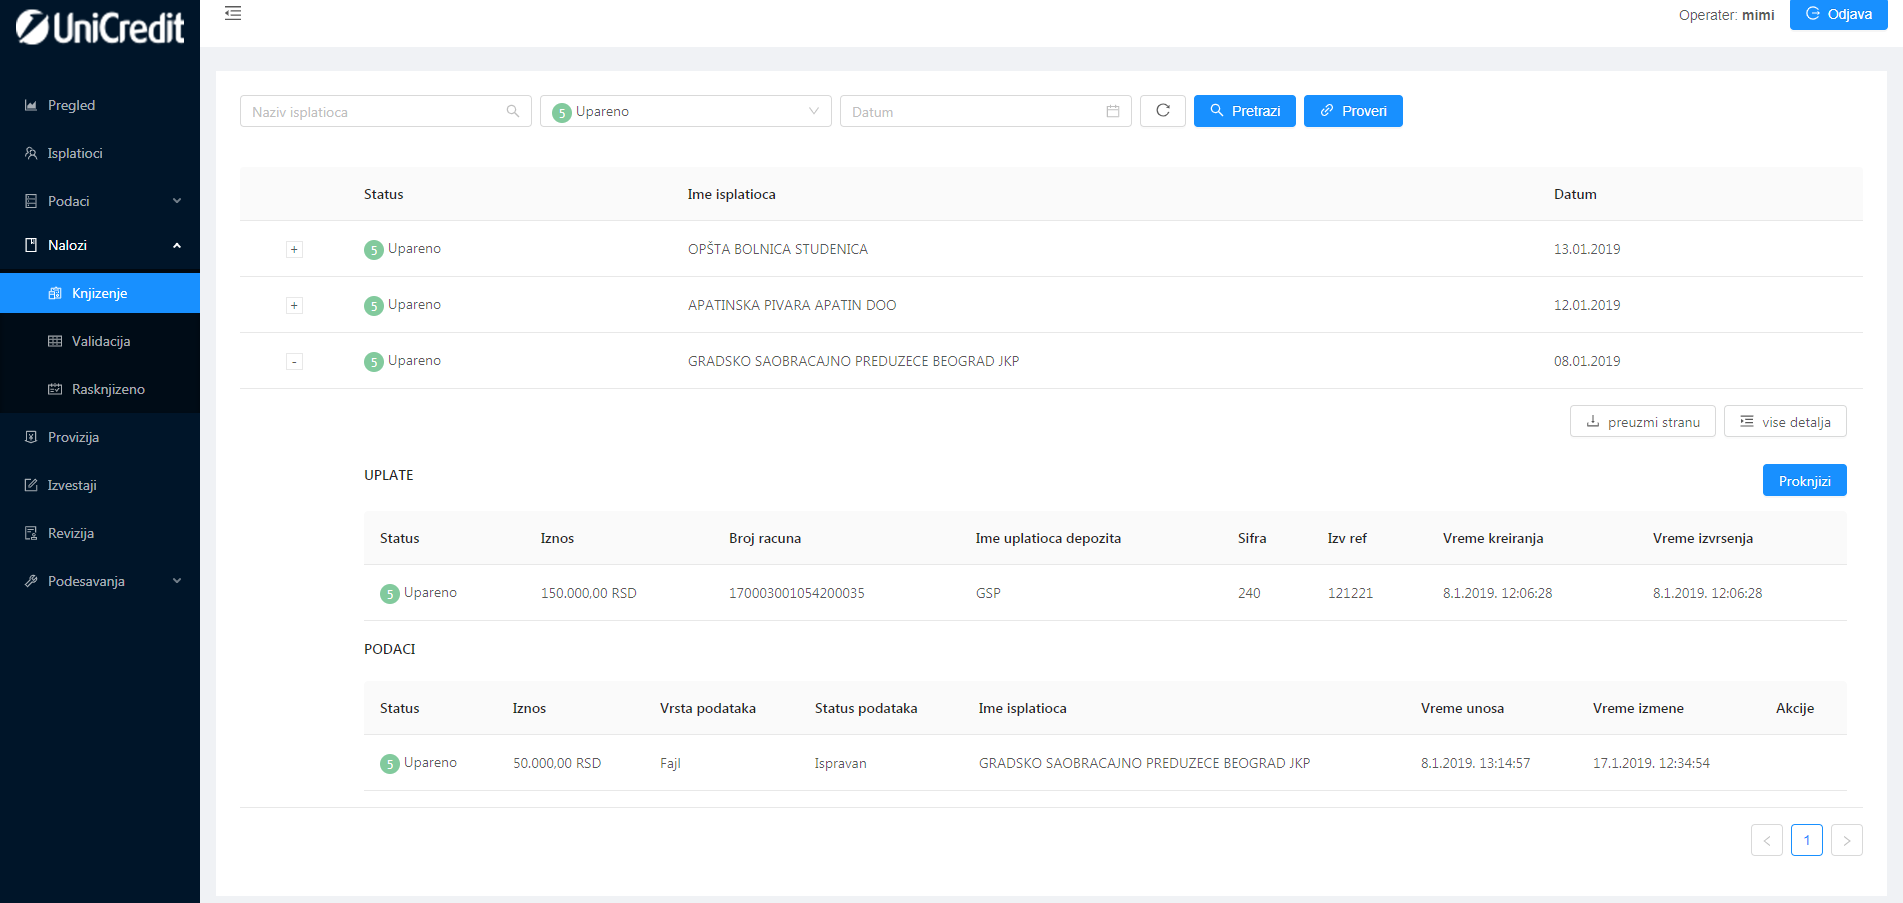 UniCredit
Operater: mimi
Odjava
Pregled
Isplatioci
Podaci
Nalozi
Knjizenje
Validacija
Rasknjizeno
Provizija
Izvestaji
Revizija
Podesavanja
Naziv isplatioca
5 Upareno
Datum
Pretrazi
Proveri
Status Ime isplatioca Datum
+ 5 Upareno OPŠTA BOLNICA STUDENICA 13.01.2019
+ 5 Upareno APATINSKA PIVARA APATIN DOO 12.01.2019
- 5 Upareno GRADSKO SAOBRACAJNO PREDUZECE BEOGRAD JKP 08.01.2019
preuzmi stranu
vise detalja
UPLATE
Proknjizi
Status Iznos Broj racuna Ime uplatioca depozita Sifra Izv ref Vreme kreiranja Vreme izvrsenja
5 Upareno 150.000,00 RSD 170003001054200035 GSP 240 121221 8.1.2019. 12:06:28 8.1.2019. 12:06:28
PODACI
Status Iznos Vrsta podataka Status podataka Ime isplatioca Vreme unosa Vreme izmene Akcije
5 Upareno 50.000,00 RSD Fajl Ispravan GRADSKO SAOBRACAJNO PREDUZECE BEOGRAD JKP 8.1.2019. 13:14:57 17.1.2019. 12:34:54
< 1 >